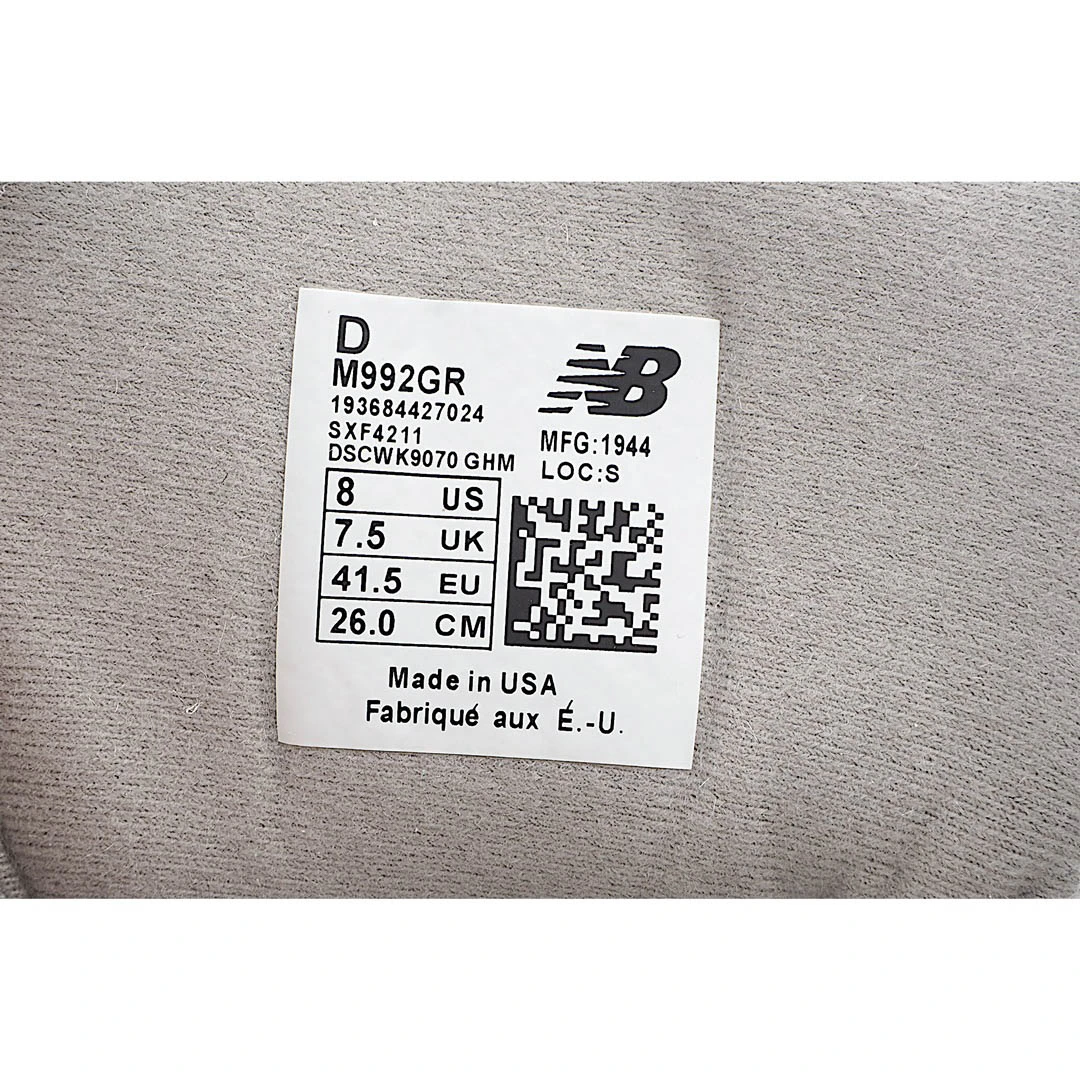 D
M992GR
193684427024
SXF4211
DSCWK9070 GHM
NB
MFG:1944
LOC:S
8 US
7.5 UK
41.5 EU
26.0 CM
Made in USA
Fabriqué aux É.-U.